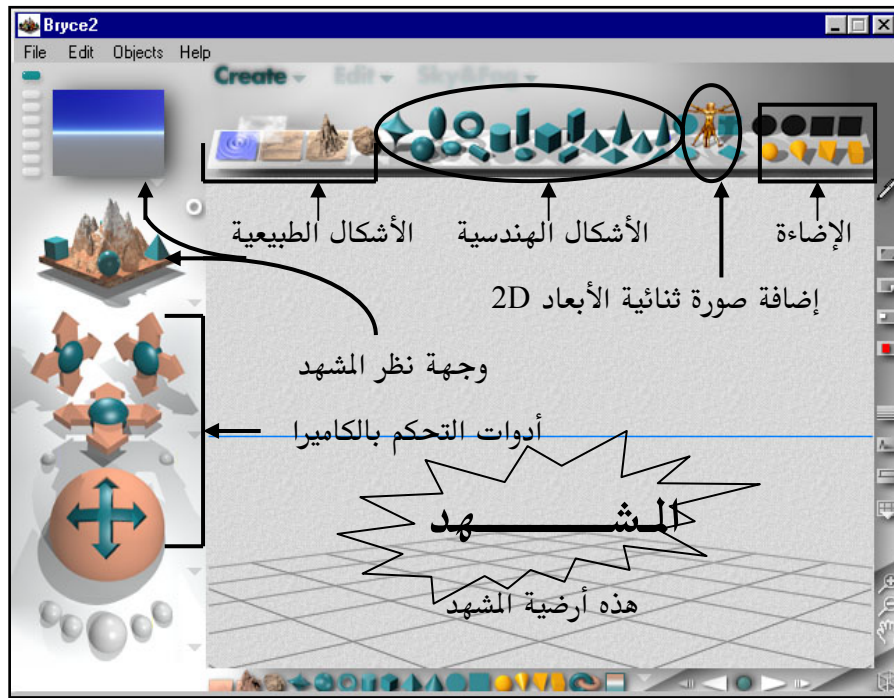 Bryce2
File Edit Objects Help
Create Edit Sky&Fog
الأشكال الطبيعية
الأشكال الهندسية
الإضاءة
إضافة صورة ثنائية الأبعاد 2D
وجهة نظر المشهد
أدوات التحكم بالكاميرا
المشـــــــهد
هذه أرضية المشهد